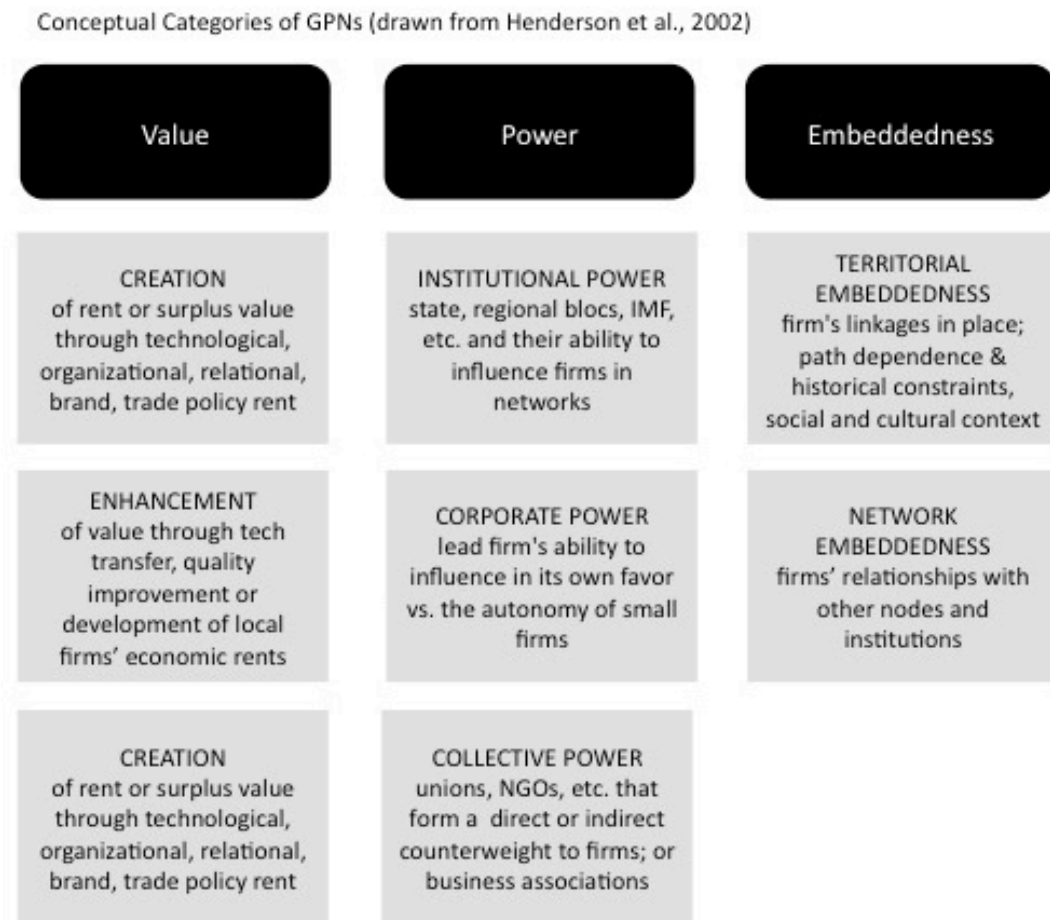 Conceptual Categories of GPNs (drawn from Henderson et al., 2002)
Value
Power
Embeddedness
CREATION
of rent or surplus value
through technological,
organizational, relational,
brand, trade policy rent
INSTITUTIONAL POWER
state, regional blocs, IMF,
etc. and their ability to
influence firms in
networks
TERRITORIAL
EMBEDDEDNESS
firm's linkages in place;
path dependence &
historical constraints,
social and cultural context
ENHANCEMENT
of value through tech
transfer, quality
improvement or
development of local
firms’ economic rents
CORPORATE POWER
lead firm's ability to
influence in its own favor
vs. the autonomy of small
firms
NETWORK
EMBEDDEDNESS
firms’ relationships with
other nodes and
institutions
CREATION
of rent or surplus value
through technological,
organizational, relational,
brand, trade policy rent
COLLECTIVE POWER
unions, NGOs, etc. that
form a  direct or indirect
counterweight to firms; or
business associations